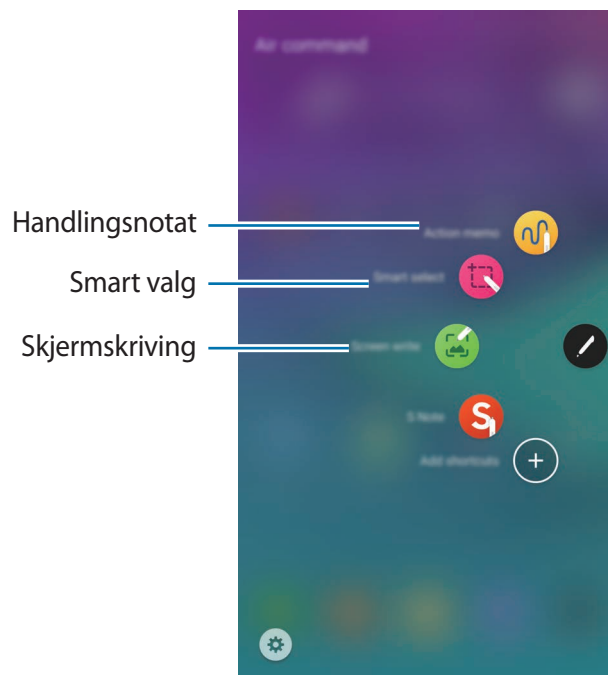 Air command
Handlingsnotat
Action memo
Smart valg
Smart select
Skjermskriving
Screen write
S Note
Add shortcuts